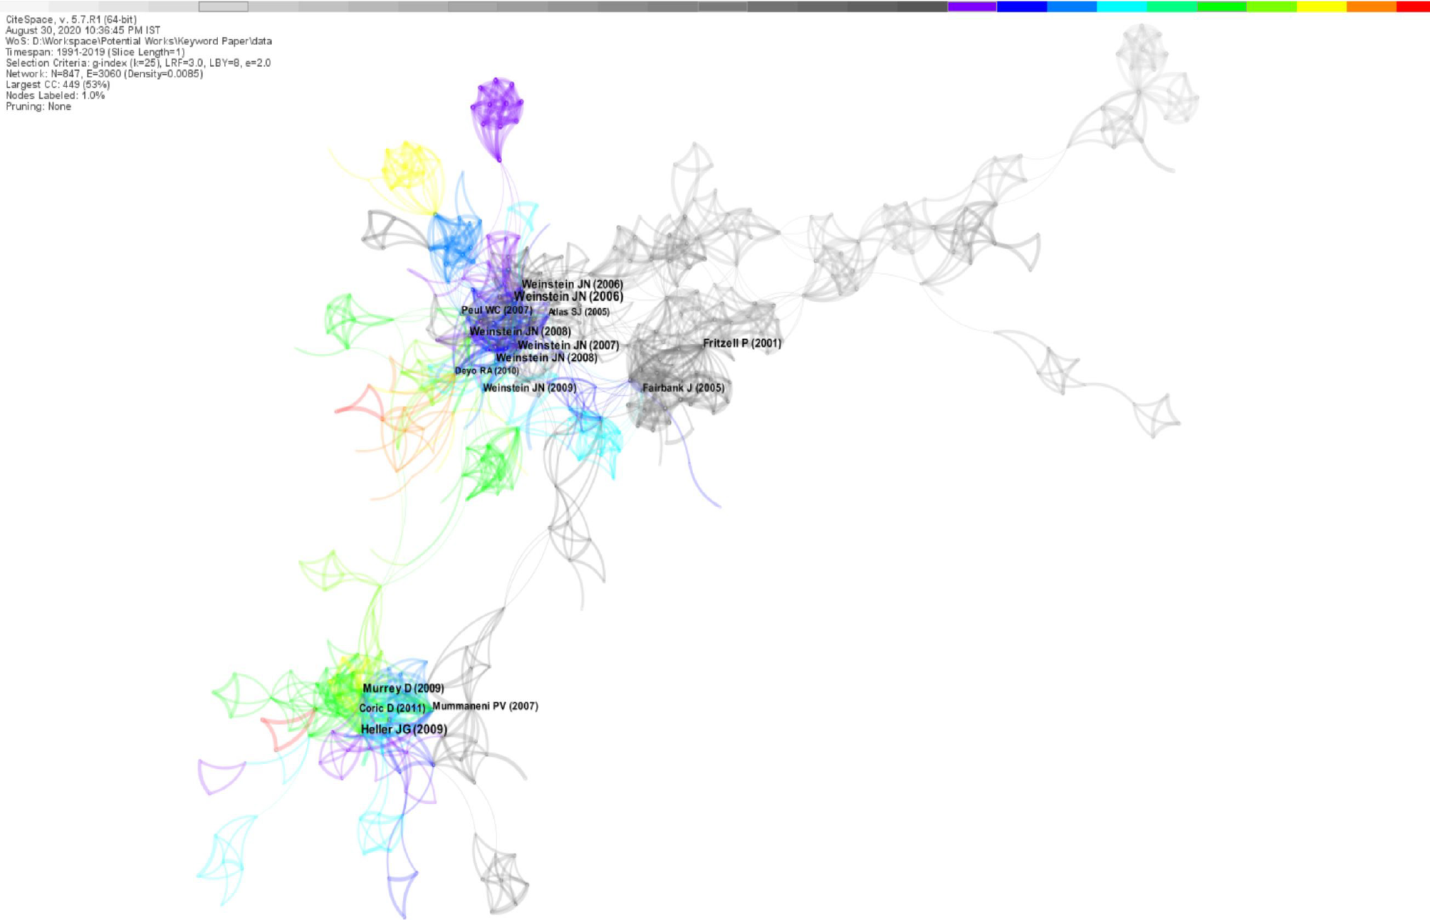 CiteSpace, v. 5.7.R1 (64-bit)
August 30, 2020 10:36:45 PM IST
WoS: D:\Workspace\Potential Works\Keyword Paper\data
Timespan: 1991-2019 (Slice Length=1)
Selection Criteria: g-index (k=25), LRF=3.0, LBY=8, e=2.0
Network: N=847, E=3060 (Density=0.0085)
Largest CC: 449 (53%)
Nodes Labeled: 1.0%
Pruning: None
Weinstein JN (2006)
Weinstein JN (2006)
Peul WC (2007)
Atlas SJ (2005)
Weinstein JN (2008)
Weinstein JN (2007)
Fritzell P (2001)
Weinstein JN (2008)
Deyo RA (2010)
Weinstein JN (2009)
Fairbank J (2005)
Murrey D (2009)
Coric D (2011)
Mummaneni PV (2007)
Heller JG (2009)